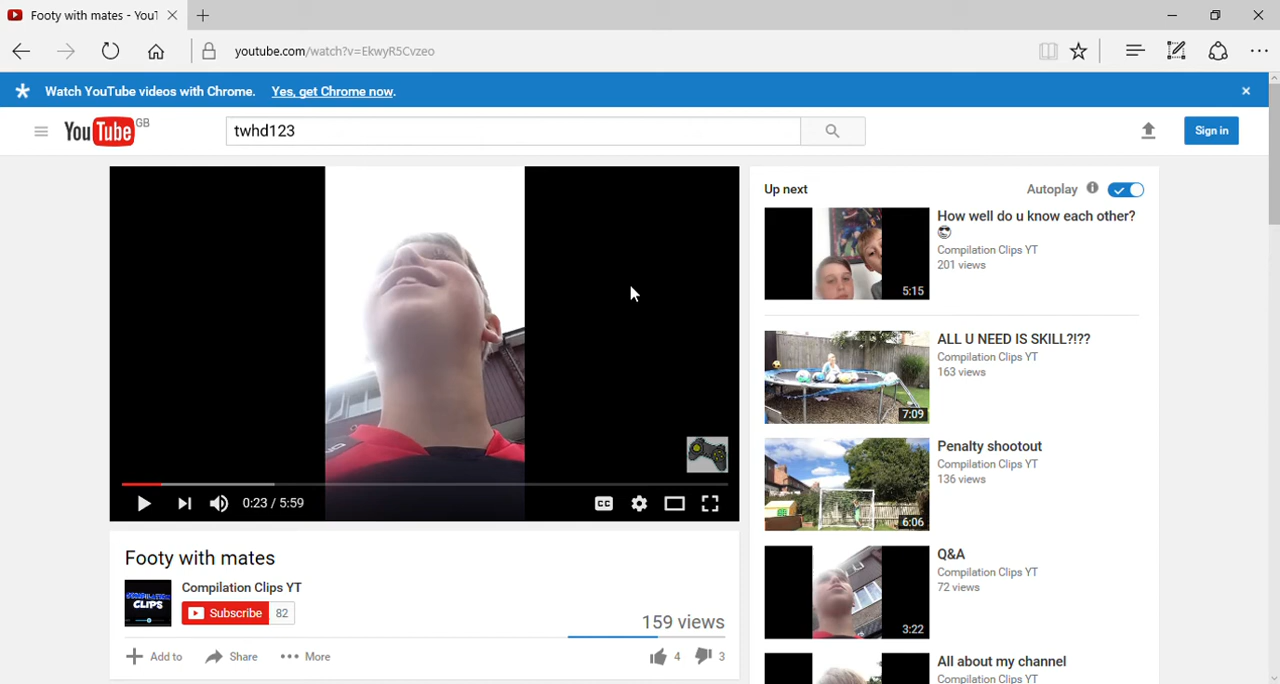 Footy with mates - YouT
youtube.com/watch?v=EkwyR5Cvzeo
Watch YouTube videos with Chrome. Yes, get Chrome now.
YouTube GB
twhd123
Sign in
Up next
Autoplay
How well do u know each other?
Compilation Clips YT
201 views
5:15
ALL U NEED IS SKILL?!??
Compilation Clips YT
163 views
7:09
Penalty shootout
Compilation Clips YT
136 views
6:06
Q&A
Compilation Clips YT
72 views
3:22
All about my channel
Compilation Clips YT
0:23 / 5:59
CC
Footy with mates
COMPILATION
CLIPS
Compilation Clips YT
Subscribe 82
159 views
Add to Share More
4 3